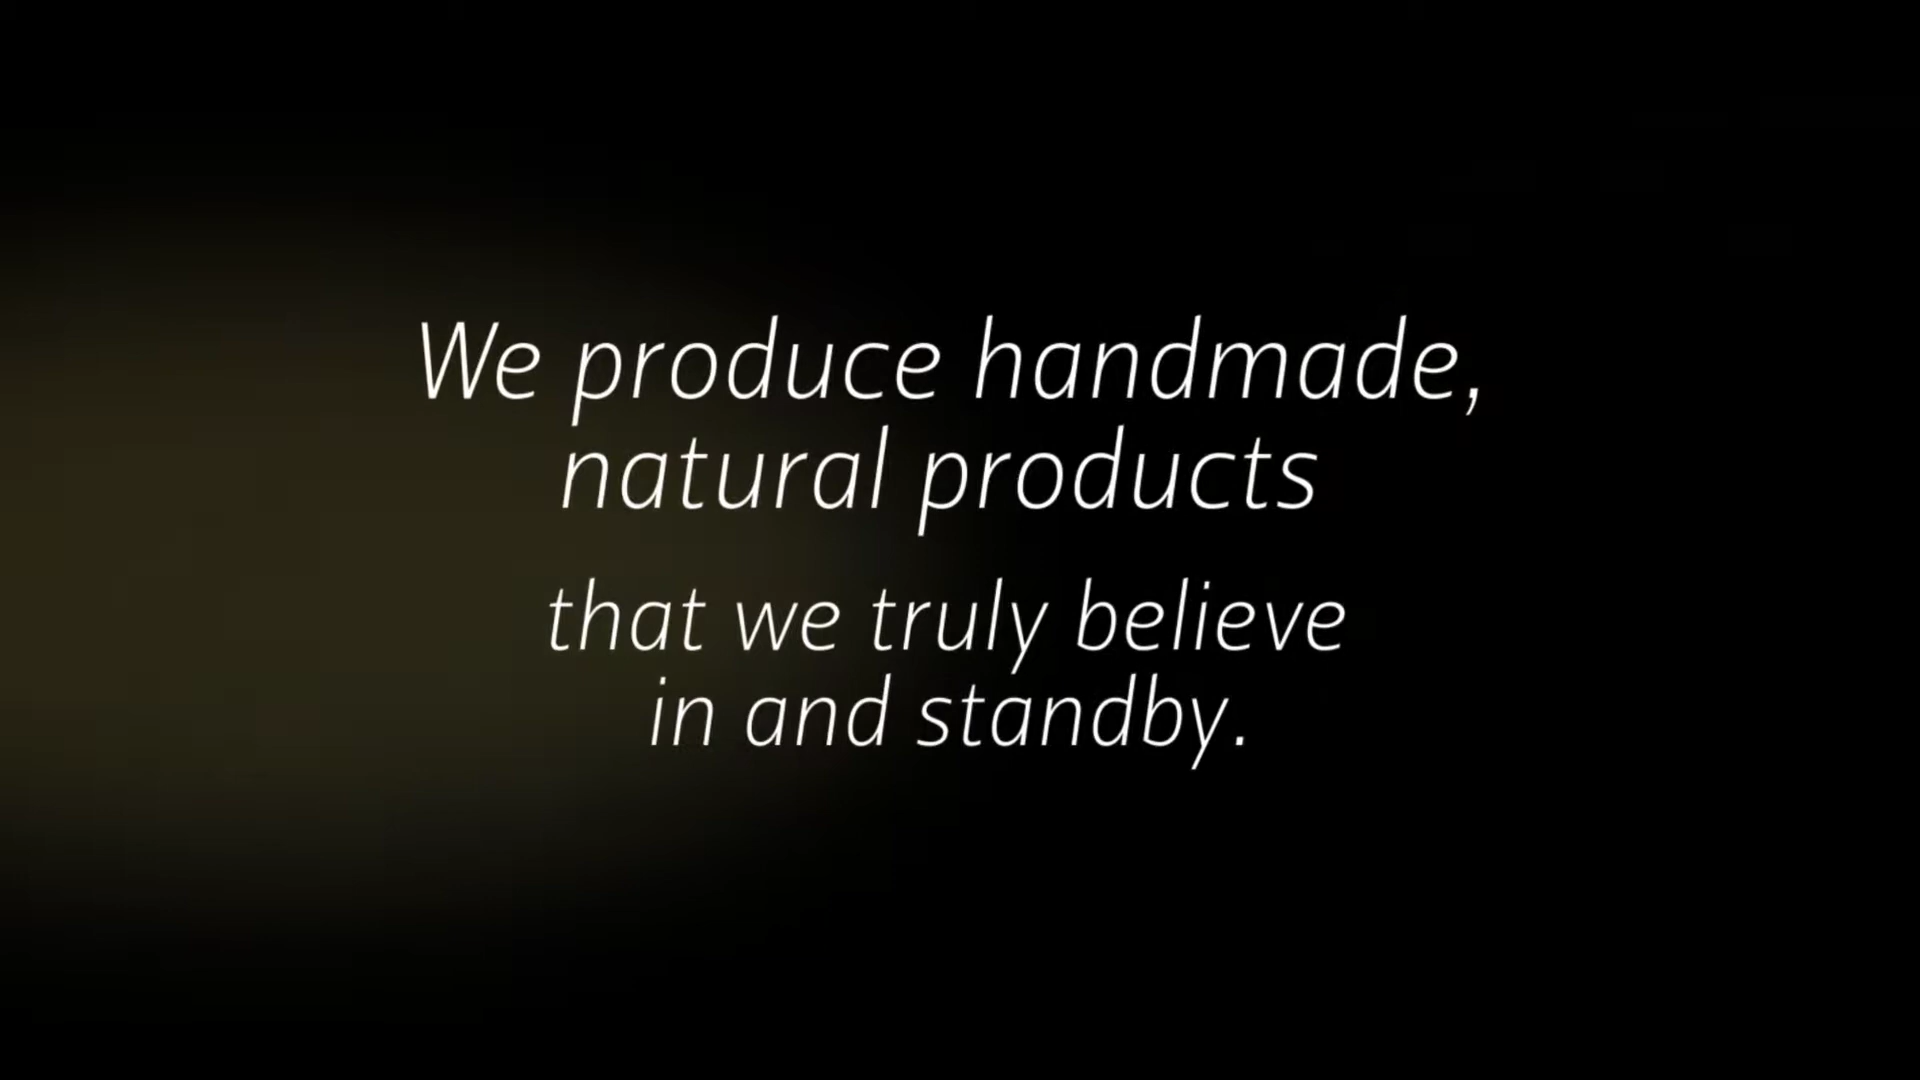 We produce handmade,
natural products
that we truly believe
in and standby.